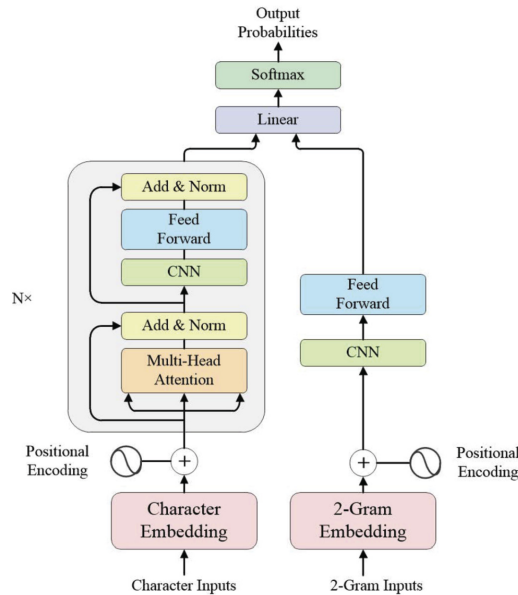 Output
Probabilities
Softmax
Linear
Add & Norm
Feed
Forward
CNN
Add & Norm
Multi-Head
Attention
N×
Feed
Forward
CNN
Positional
Encoding
Positional
Encoding
Character
Embedding
2-Gram
Embedding
Character Inputs
2-Gram Inputs